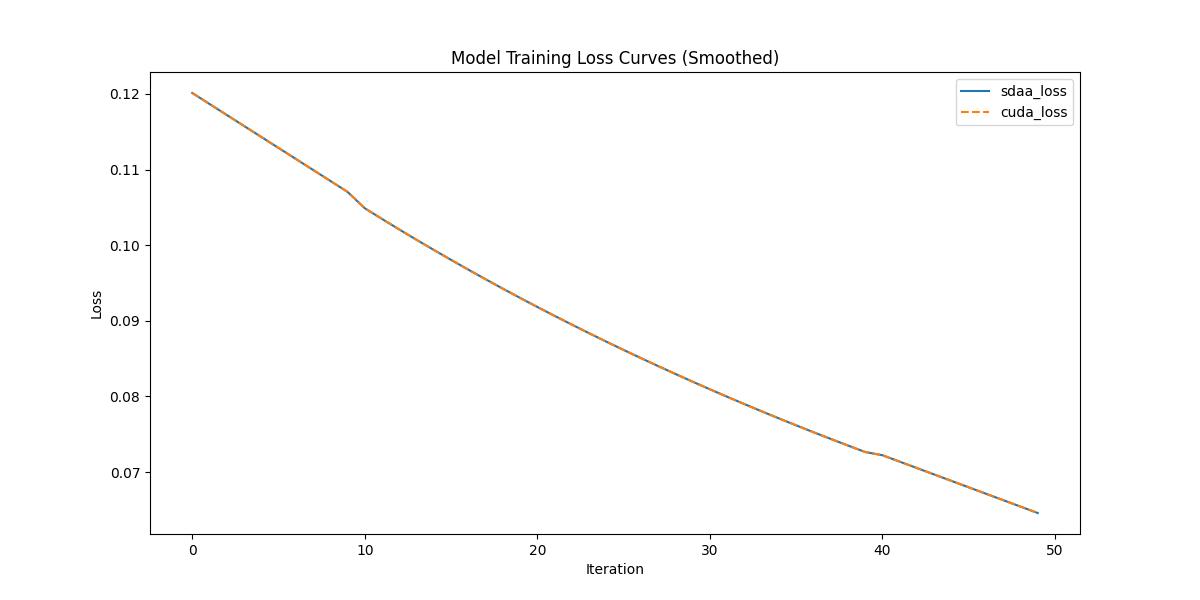 Model Training Loss Curves (Smoothed)
sdaa_loss
cuda_loss
0.12
0.11
0.10
0.09
0.08
0.07
Loss
0 10 20 30 40 50
Iteration